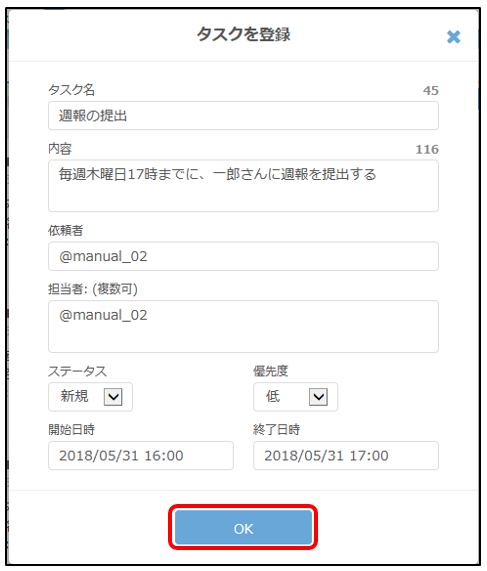 タスクを登録
タスク名 45
週報の提出
内容 116
毎週木曜日17時までに、一郎さんに週報を提出する
依頼者
@manual_02
担当者: (複数可)
@manual_02
ステータス 優先度
新規 低
開始日時 終了日時
2018/05/31 16:00 2018/05/31 17:00
OK